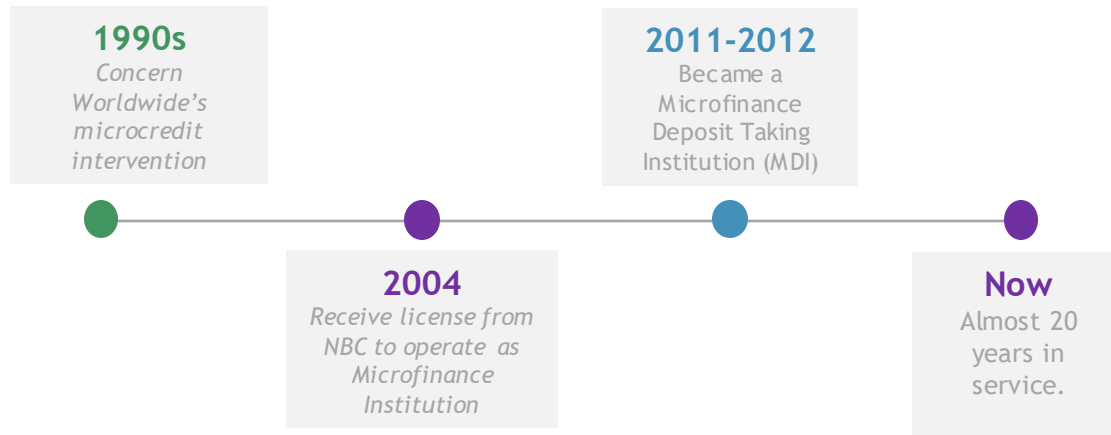 1990s
Concern
Worldwide's
microcredit
intervention
2004
Receive license from
NBC to operate as
Microfinance
Institution
2011-2012
Became a
Microfinance
Deposit Taking
Institution (MDI)
Now
Almost 20
years in
service.